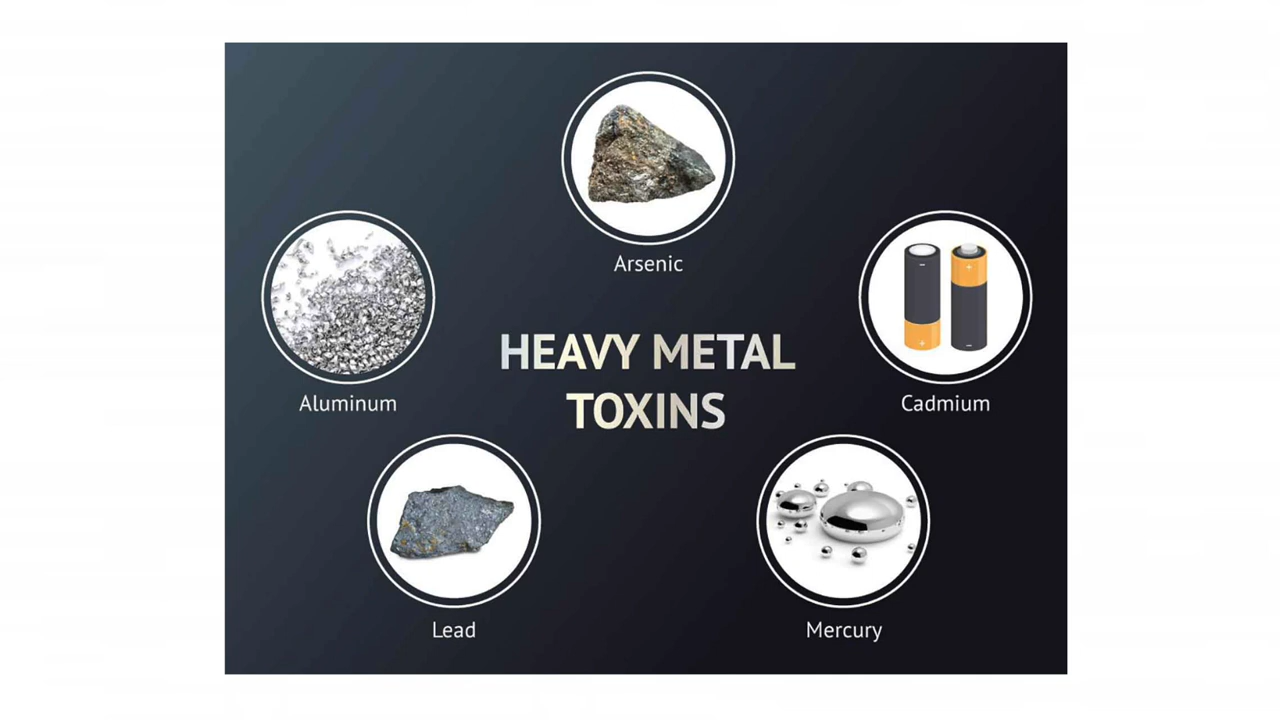 Arsenic
Aluminum
HEAVY METAL
TOXINS
Cadmium
Lead
Mercury